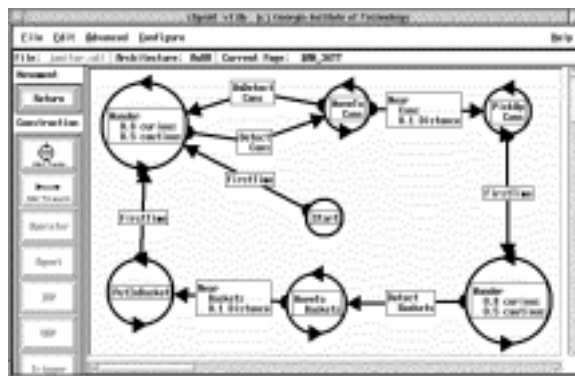 cfgedit v1.0b (c) Georgia Institute of Technology
File Edit Advanced Configure Help
File: janitor.cdl Architecture: AuRA Current Page:
Movement
Return
Construction
Operator
Agent
Trigger
Wander
0.8 curious
0.5 cautious
UnDetect
Cans
Detect
Cans
MoveTo
Cans
Near
Cans
0.1 Distance
PickUp
Cans
FirstTime
Start
FirstTime
FirstTime
PutInBasket
Near
Baskets
0.1 Distance
MoveTo
Baskets
Detect
Baskets
Wander
0.8 curious
0.5 cautious